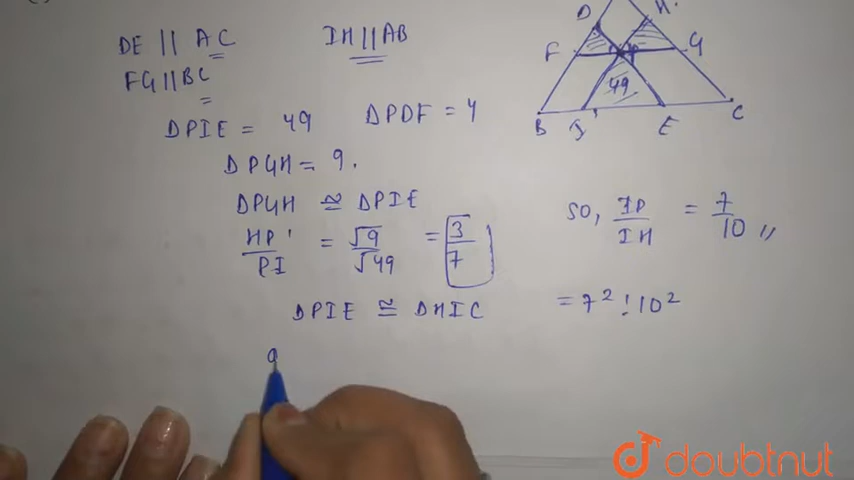 DE || AC IH || AB
FG || BC
ΔPIE = 49 ΔPDF = 4
ΔPGH = 9.
ΔPGH ≅ ΔPIE
HP / PI = √9 / √49 = 3 / 7
SO, IP / IH = 7 / 10 ,,
ΔPIE ≅ ΔHIC = 7² : 10²
a
D H
F P G
49
B I E C
doubtnut